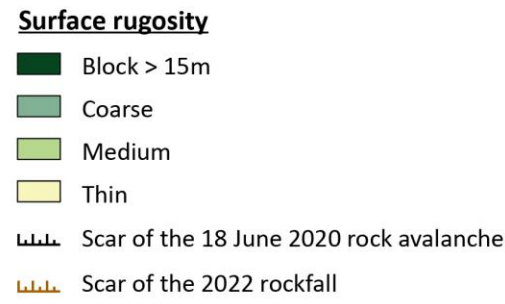 Surface rugosity
Block > 15m
Coarse
Medium
Thin
Scar of the 18 June 2020 rock avalanche
Scar of the 2022 rockfall